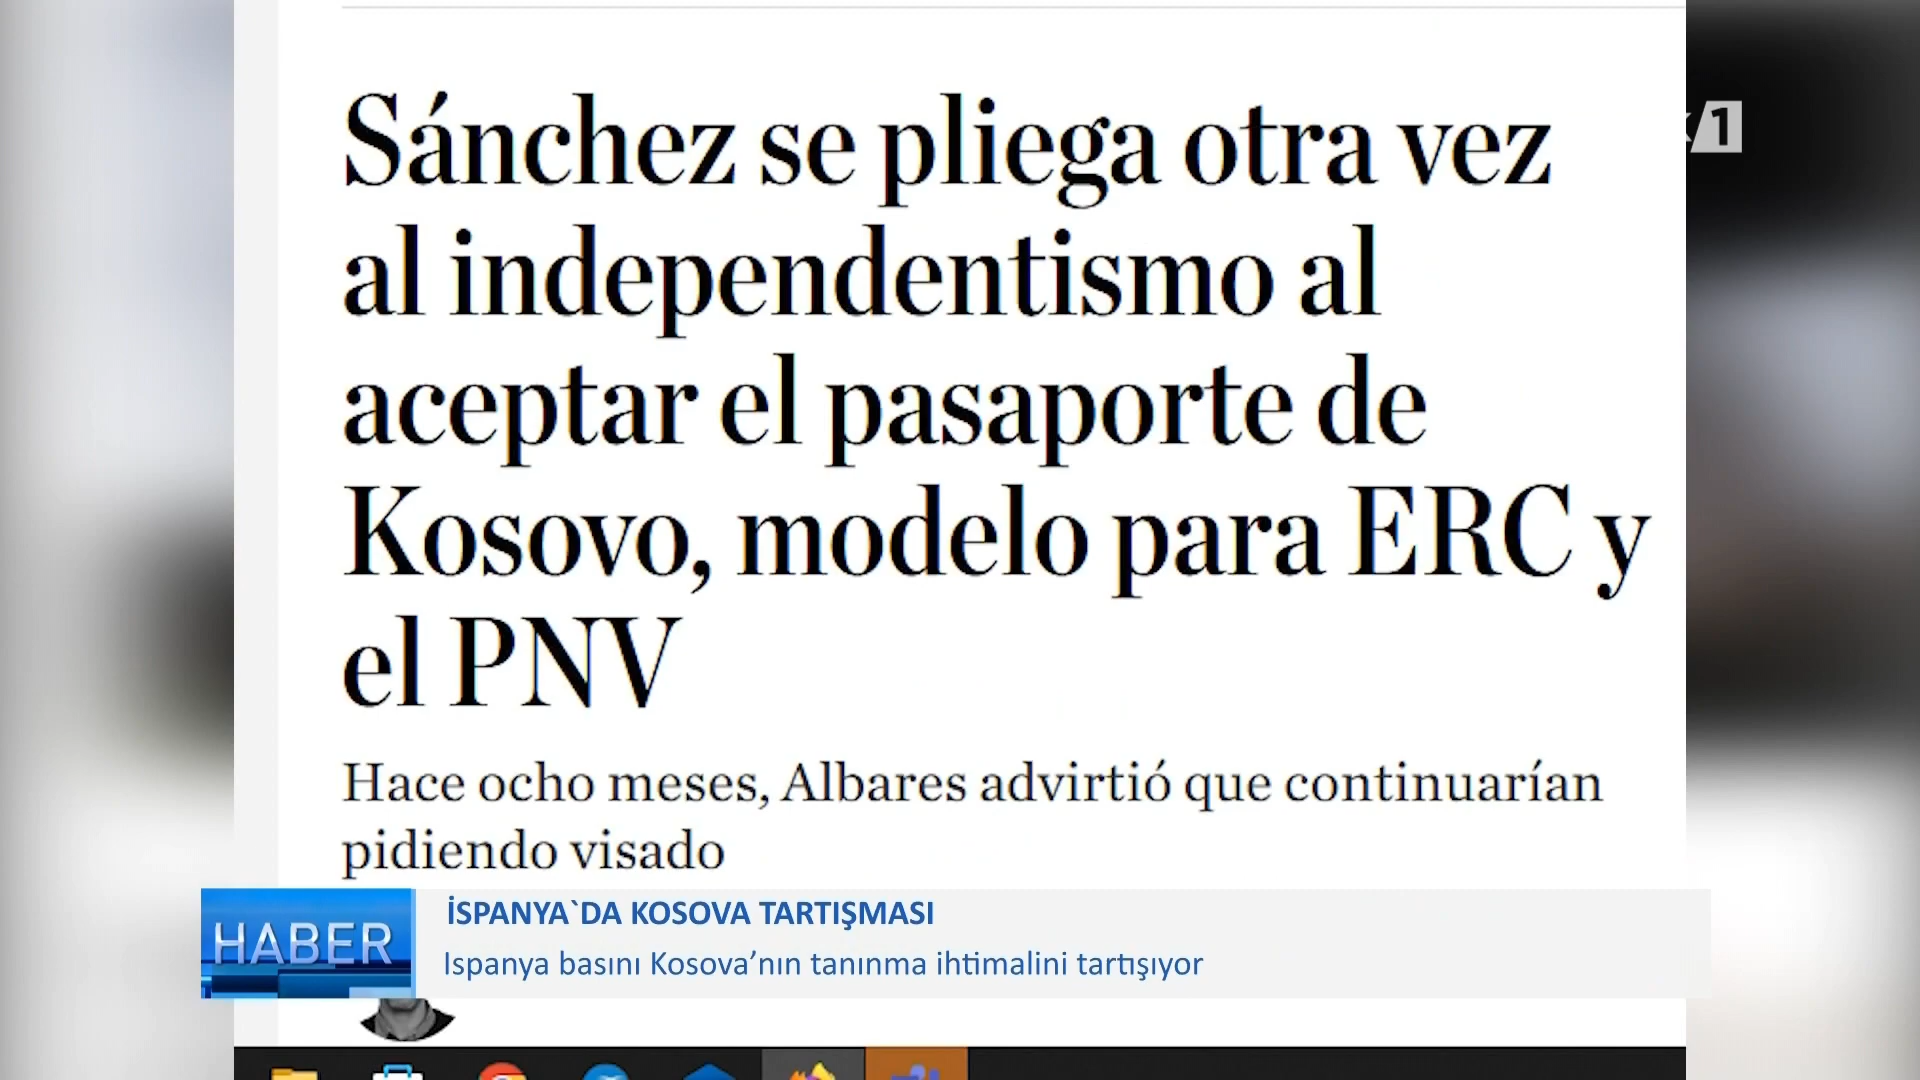 Sánchez se pliega otra vez
al independentismo al
aceptar el pasaporte de
Kosovo, modelo para ERC y
el PNV
Hace ocho meses, Albares advirtió que continuarían
pidiendo visado
HABER
İSPANYA`DA KOSOVA TARTIŞMASI
Ispanya basını Kosova’nın tanınma ihtimalini tartışıyor
1